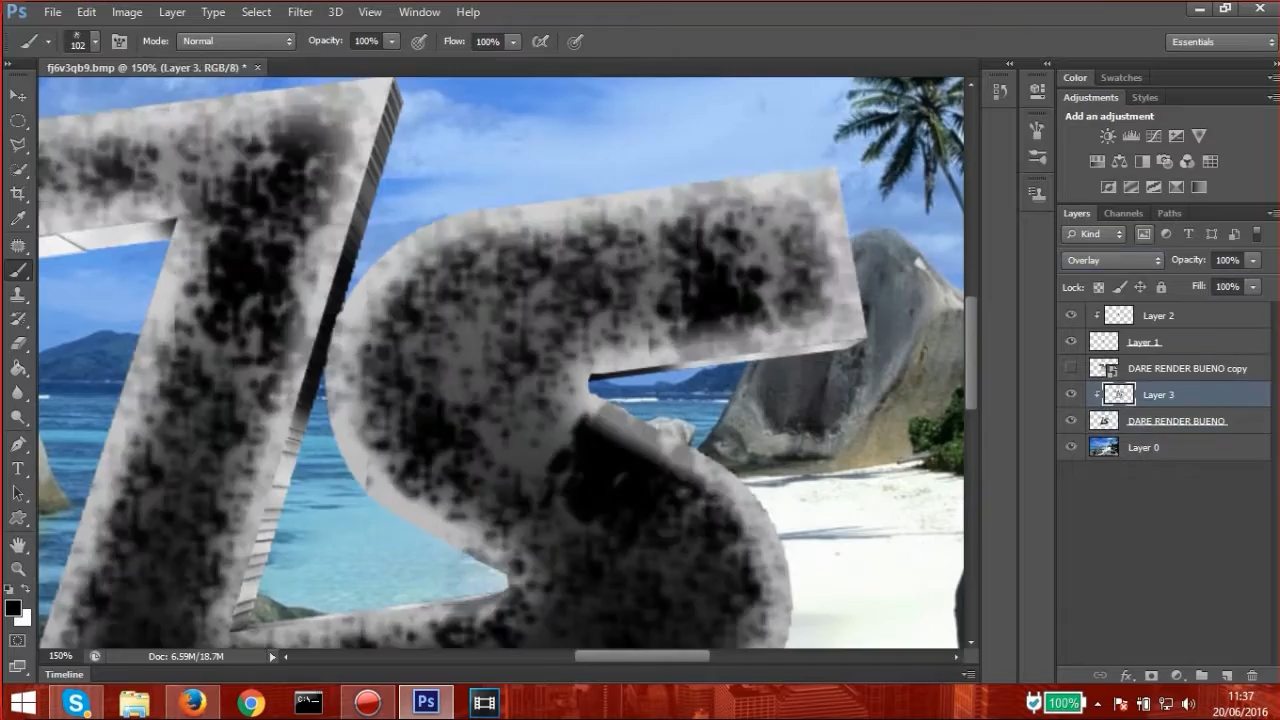 Ps File Edit Image Layer Type Select Filter 3D View Window Help
102 Mode: Normal Opacity: 100% Flow: 100% Essentials
fj6v3qb9.bmp @ 150% (Layer 3, RGB/8) * ×
Color Swatches
Adjustments Styles
Add an adjustment
Layers Channels Paths
Kind
Overlay Opacity: 100%
Lock: Fill: 100%
Layer 2
Layer 1
DARE RENDER BUENO copy
Layer 3
DARE RENDER BUENO
Layer 0
150% Doc: 6.59M/18.7M
Timeline
Ps 100% 11:37
20/06/2016